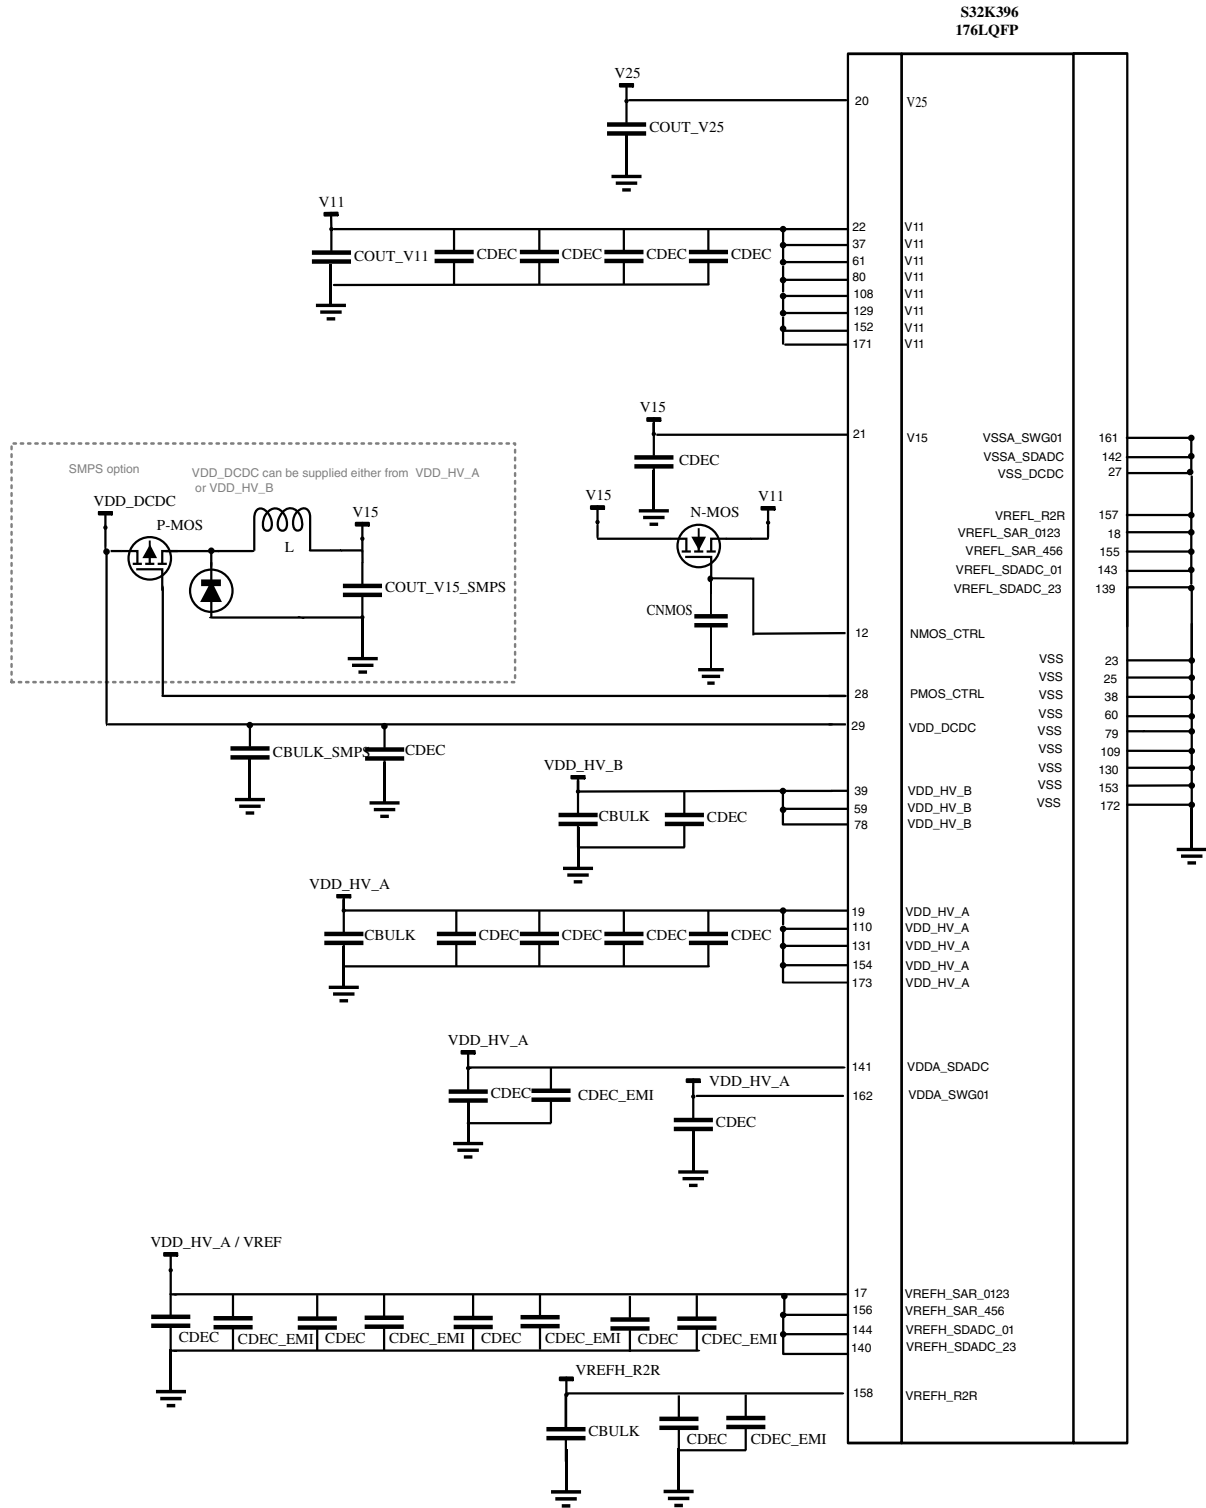 S32K396
176LQFP
V25
20 V25
COUT_V25
V11
COUT_V11 CDEC CDEC CDEC CDEC
22 V11
37 V11
61 V11
80 V11
108 V11
129 V11
152 V11
171 V11
V15
21 V15
CDEC
V15 N-MOS V11
CNMOS
12 NMOS_CTRL
SMPS option
VDD_DCDC can be supplied either from VDD_HV_A
or VDD_HV_B
VDD_DCDC
P-MOS
L
V15
COUT_V15_SMPS
28 PMOS_CTRL
29 VDD_DCDC
CBULK_SMPS CDEC
VSSA_SWG01 161
VSSA_SDADC 142
VSS_DCDC 27
VREFL_R2R 157
VREFL_SAR_0123 18
VREFL_SAR_456 155
VREFL_SDADC_01 143
VREFL_SDADC_23 139
VSS 23
VSS 25
VSS 38
VSS 60
VSS 79
VSS 109
VSS 130
VSS 153
VSS 172
VDD_HV_B
CBULK CDEC
39 VDD_HV_B
59 VDD_HV_B
78 VDD_HV_B
VDD_HV_A
CBULK CDEC CDEC CDEC CDEC
19 VDD_HV_A
110 VDD_HV_A
131 VDD_HV_A
154 VDD_HV_A
173 VDD_HV_A
VDD_HV_A
CDEC CDEC_EMI
141 VDDA_SDADC
VDD_HV_A
CDEC
162 VDDA_SWG01
VDD_HV_A / VREF
CDEC CDEC_EMI CDEC CDEC_EMI CDEC CDEC_EMI CDEC CDEC_EMI
17 VREFH_SAR_0123
156 VREFH_SAR_456
144 VREFH_SDADC_01
140 VREFH_SDADC_23
VREFH_R2R
CBULK CDEC CDEC_EMI
158 VREFH_R2R